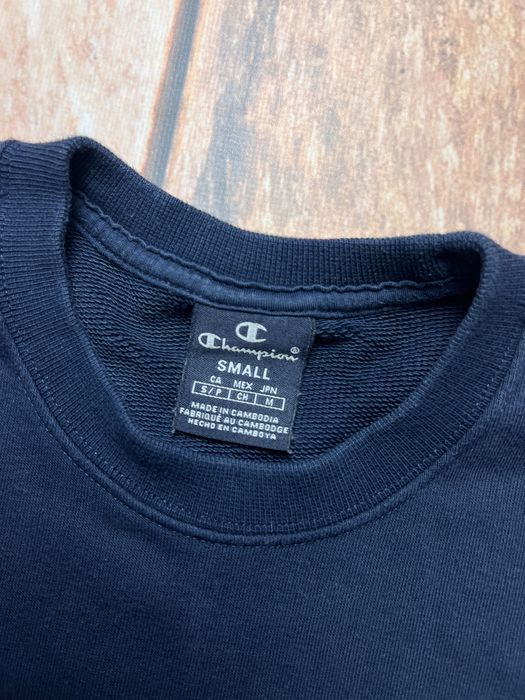 Champion®
SMALL
CA MEX JPN
S/P CH M
MADE IN CAMBODIA
FABRIQUÉ AU CAMBODGE
HECHO EN CAMBOYA